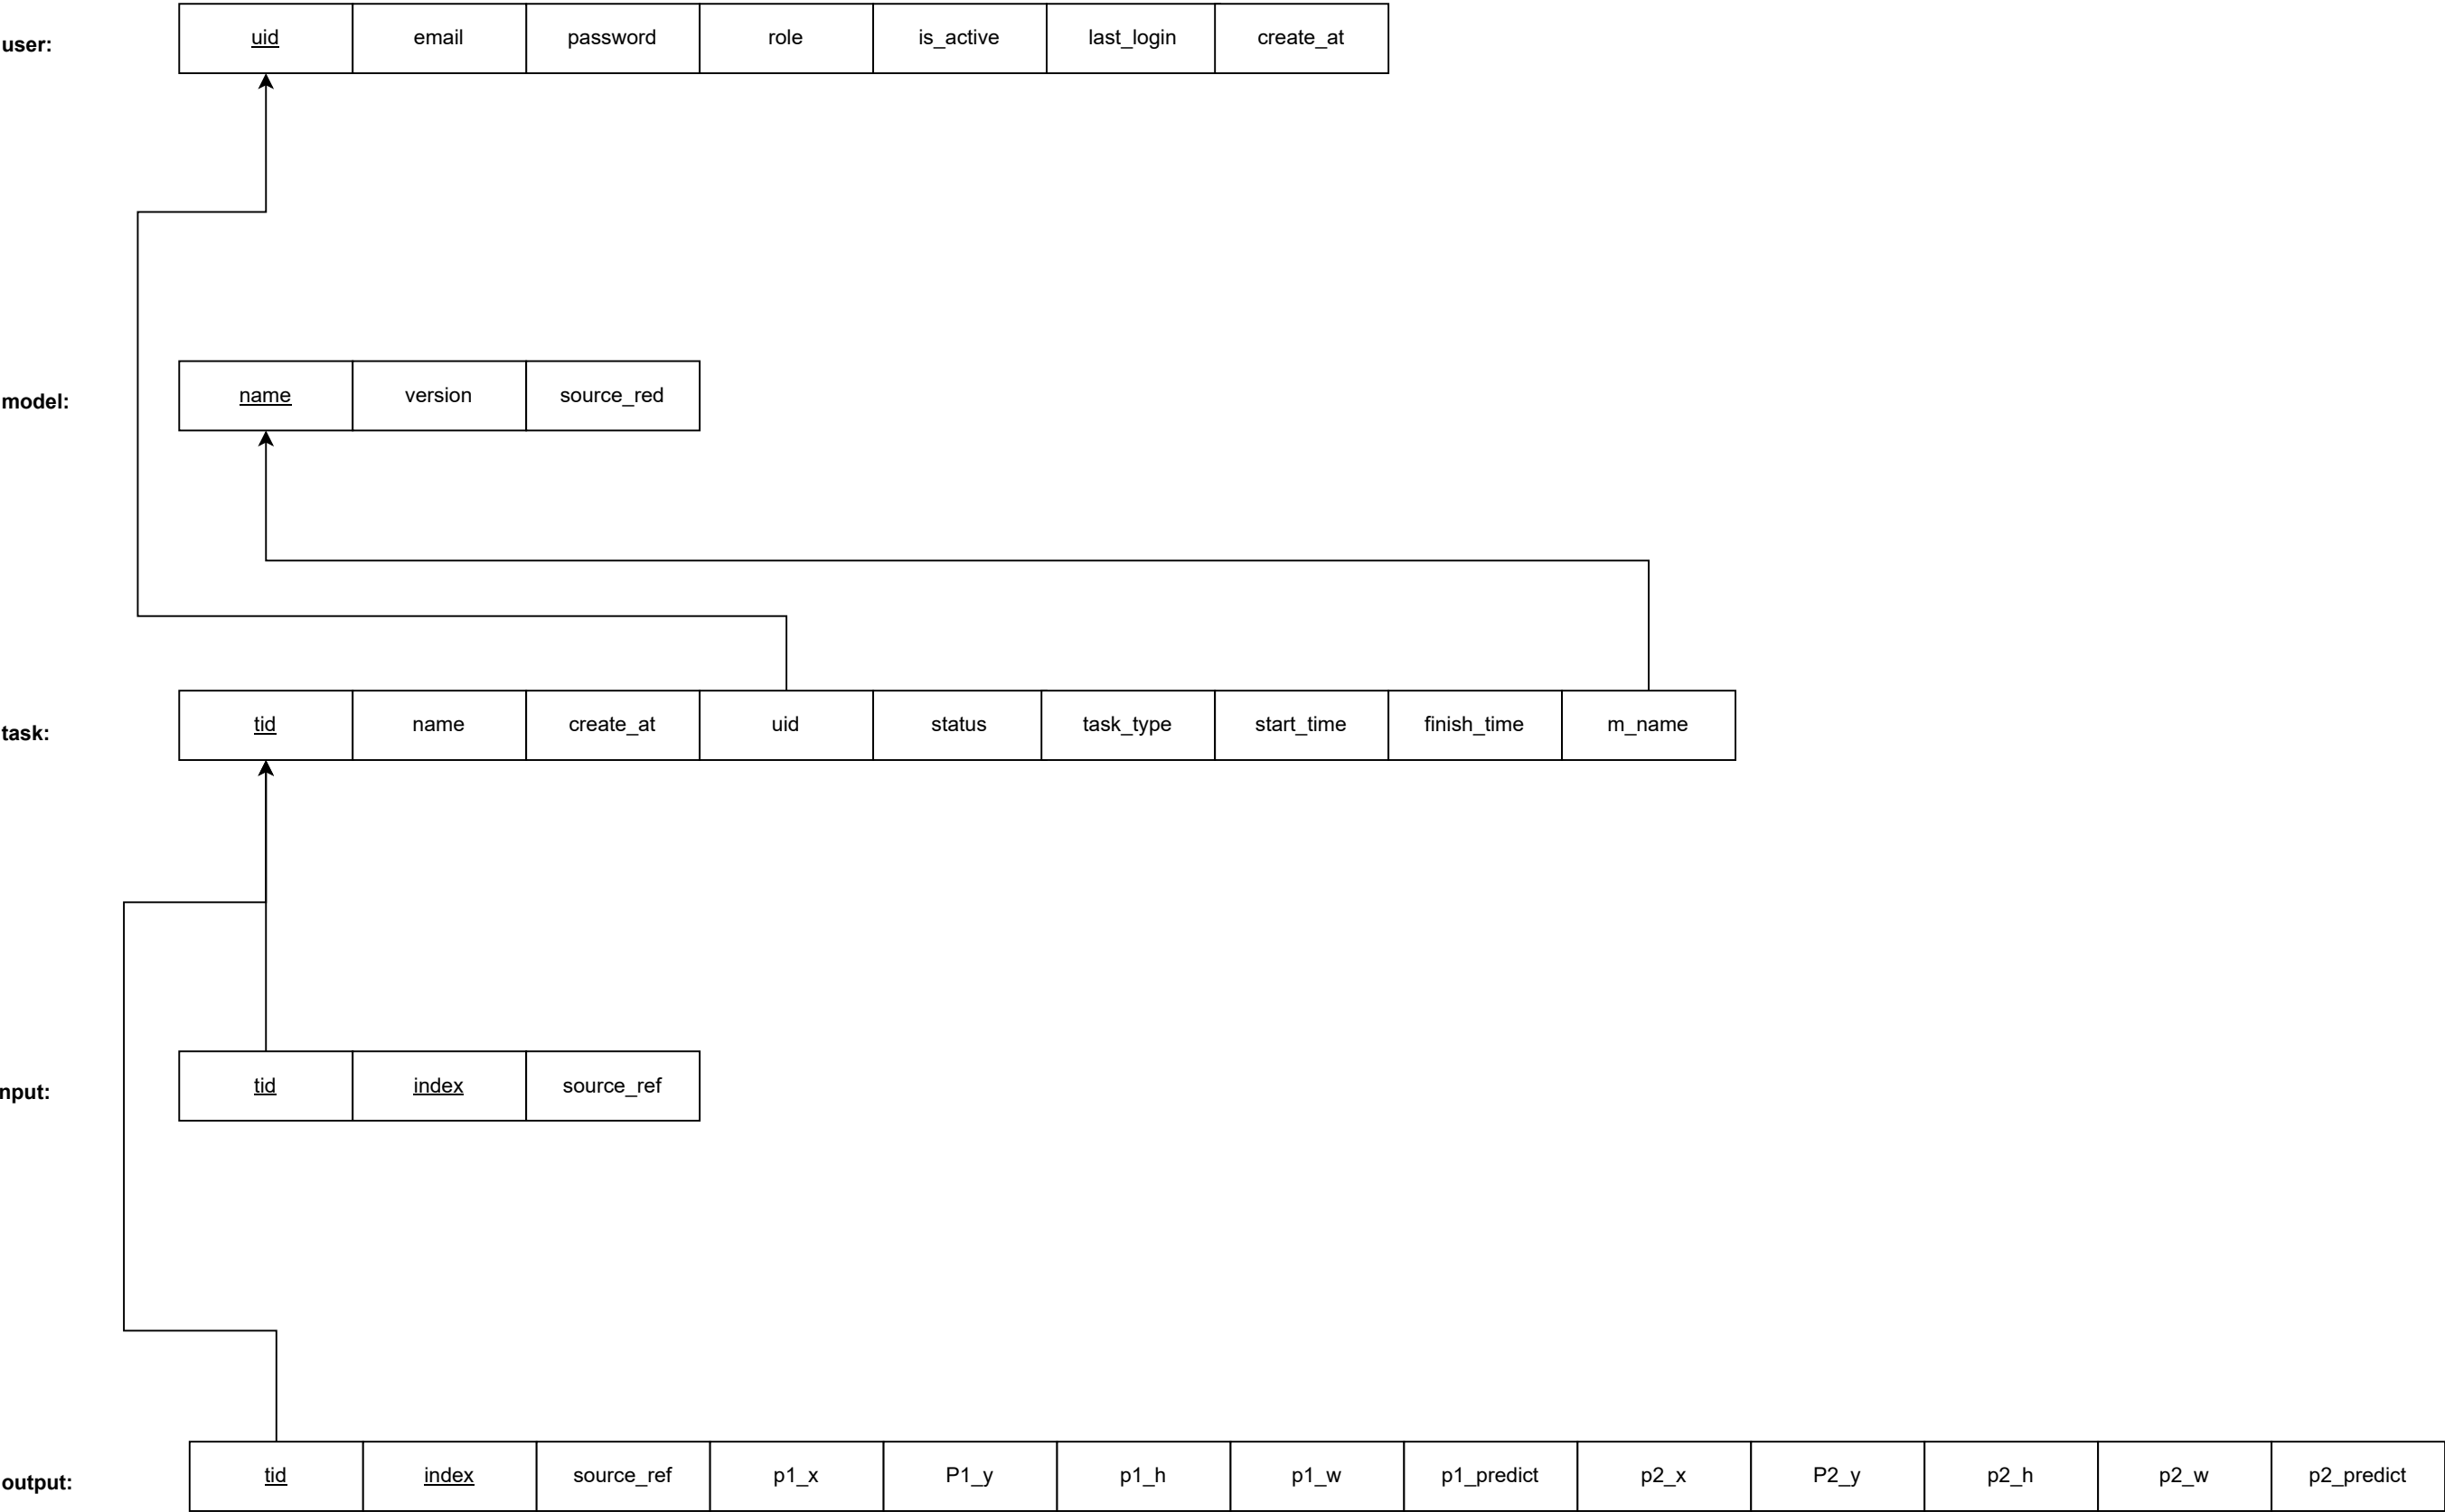 user: uid email password role is_active last_login create_at
model: name version source_red
task: tid name create_at uid status task_type start_time finish_time m_name
nput: tid index source_ref
output: tid index source_ref p1_x P1_y p1_h p1_w p1_predict p2_x P2_y p2_h p2_w p2_predict